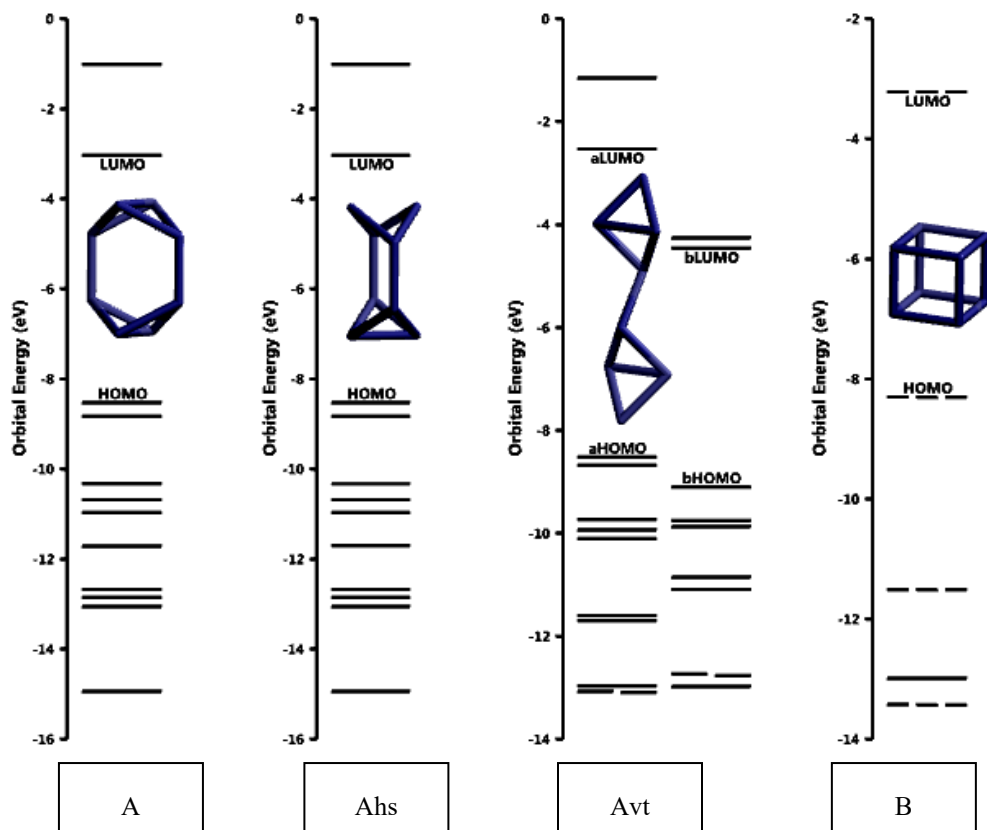 0
-2
-4
-6
-8
-10
-12
-14
-16
Orbital Energy (eV)
LUMO
HOMO
A
0
-2
-4
-6
-8
-10
-12
-14
-16
Orbital Energy (eV)
LUMO
HOMO
Ahs
0
-2
-4
-6
-8
-10
-12
-14
Orbital Energy (eV)
aLUMO
bLUMO
aHOMO
bHOMO
Avt
-2
-4
-6
-8
-10
-12
-14
Orbital Energy (eV)
LUMO
HOMO
B